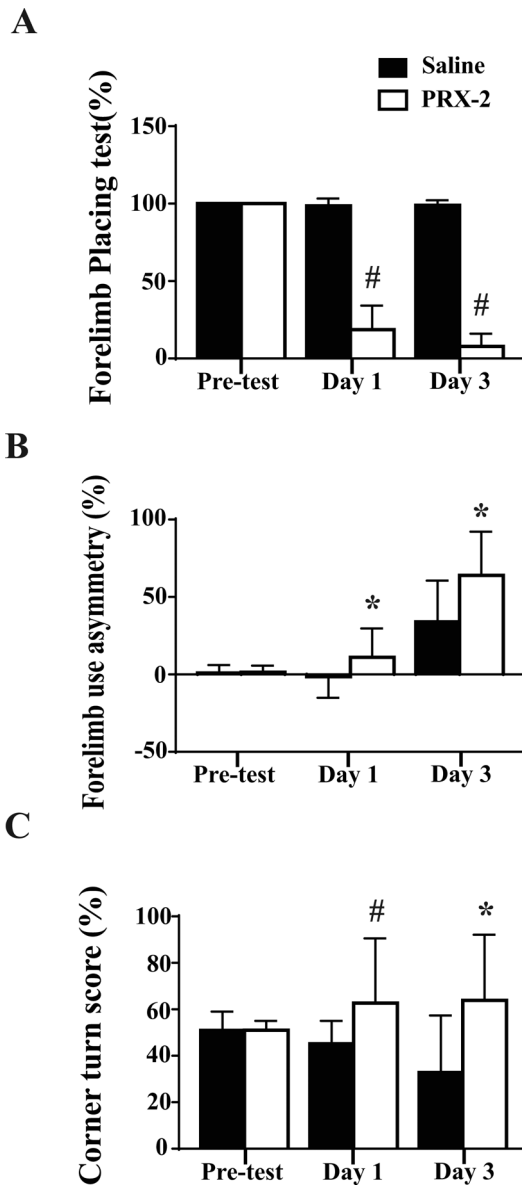 A
Saline
PRX-2
Forelimb Placing test(%)
150
100
50
0
#
#
Pre-test Day 1 Day 3
B
Forelimb use asymmetry (%)
100
50
0
-50
*
*
Pre-test Day 1 Day 3
C
Corner turn score (%)
100
80
60
40
20
0
#
*
Pre-test Day 1 Day 3